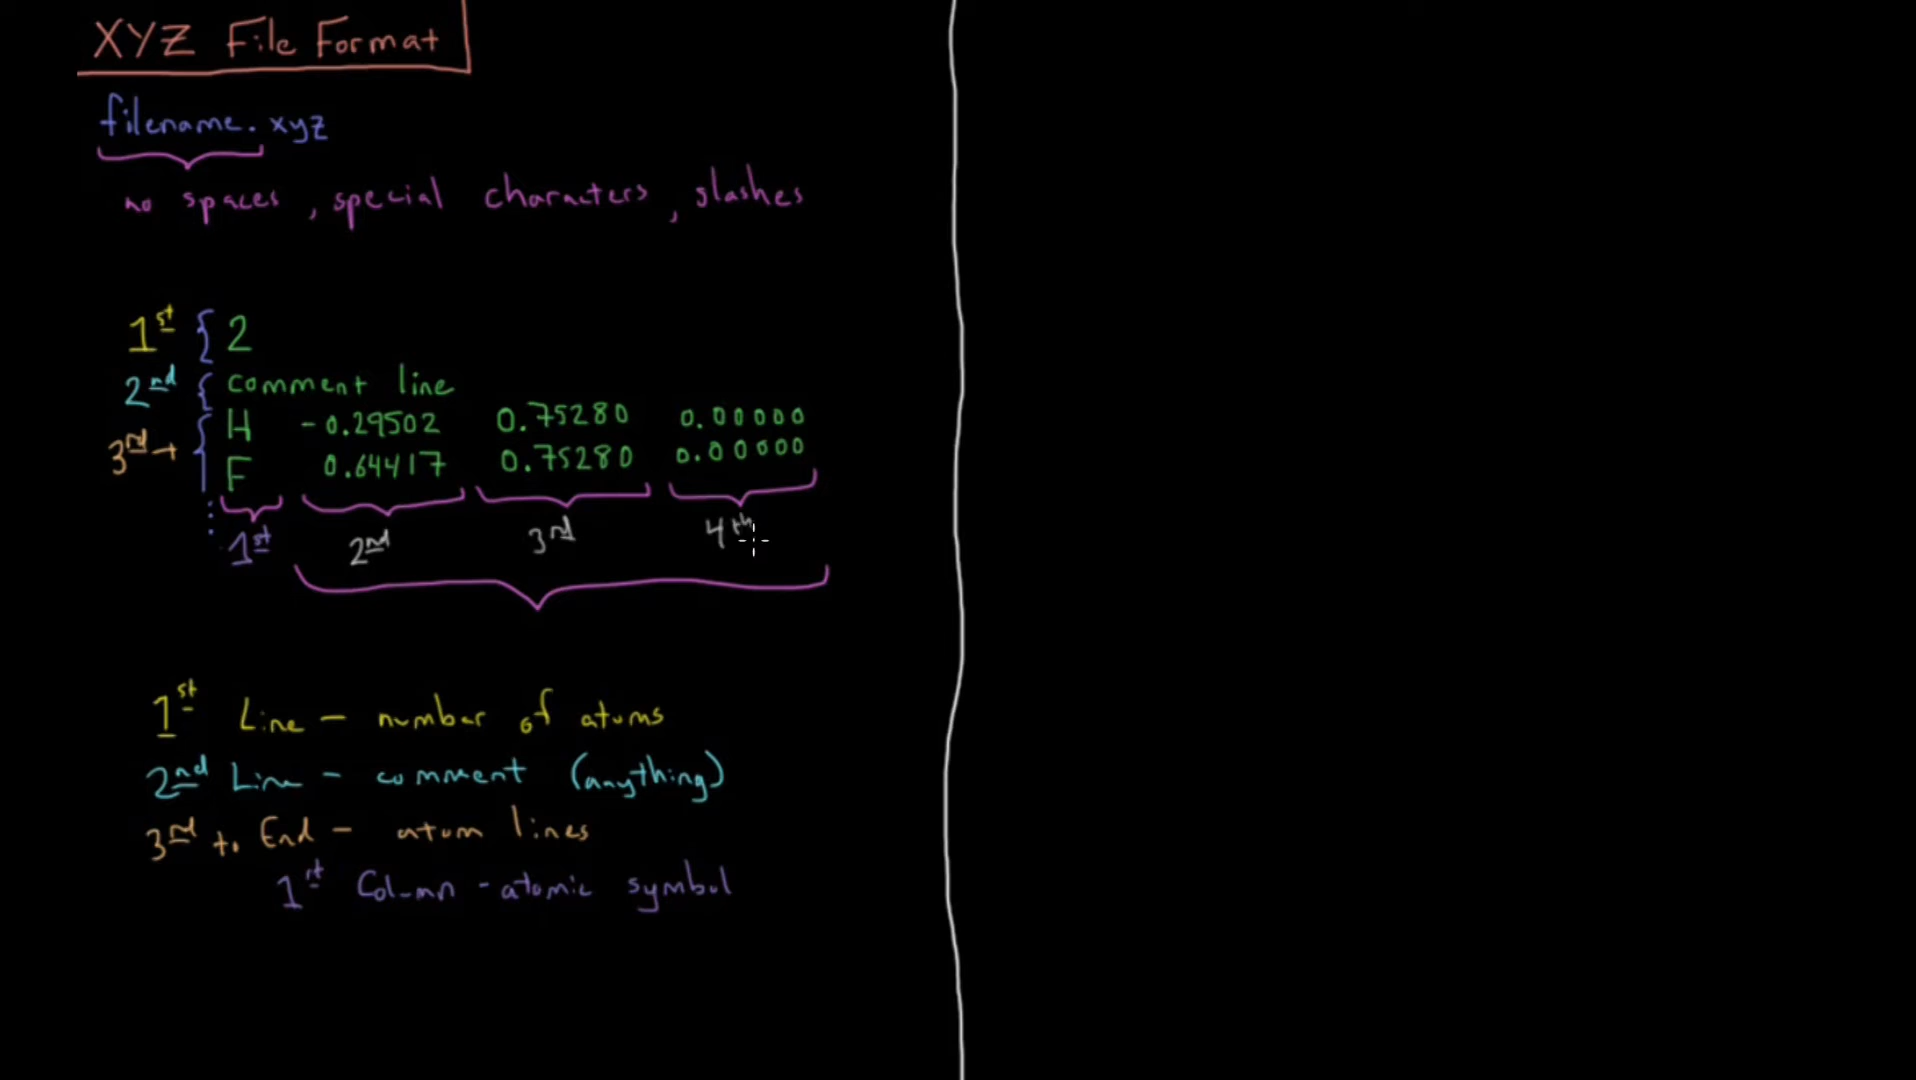 XYZ File Format
filename.xyz
no spaces, special characters, slashes
1st { 2
2nd { comment line
3rd + { H -0.29502 0.75280 0.00000
F 0.64417 0.75280 0.00000
1st 2nd 3rd 4th
1st Line - number of atoms
2nd Line - comment (anything)
3rd to End - atom lines
1st Column - atomic symbol